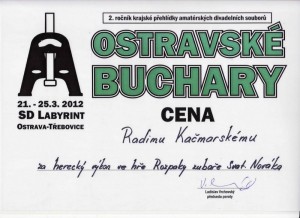 2. ročník krajské přehlídky amatérských divadelních souborů
OSTRAVSKÉ
BUCHARY
21. - 25.3. 2012
SD LABYRINT
OSTRAVA-TŘEBOVICE
CENA
Radimu Kačmarskému
za herecký výkon ve hře Rozpaky zubaře Svat. Nováka
Ladislav Vrchovský
předseda poroty